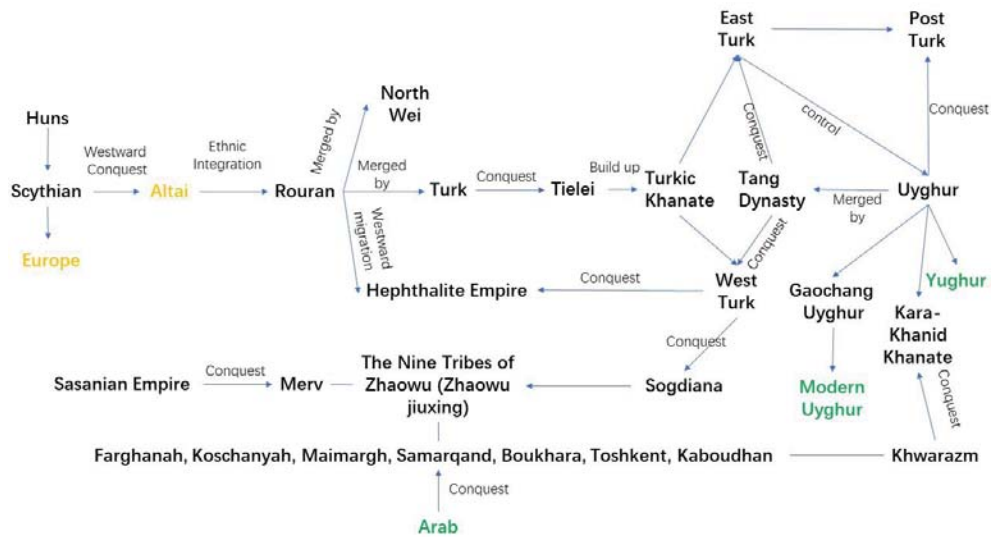 East
Turk
Post
Turk
North
Wei
Huns
Westward
Conquest
Ethnic
Integration
Merged by
Conquest
control
Conquest
Scythian
Altai
Rouran
Merged
by
Turk
Conquest
Tielei
Build up
Turkic
Khanate
Tang
Dynasty
Merged
by
Uyghur
Europe
Westward
migration
Conquest
Hephthalite Empire
Conquest
West
Turk
Gaochang
Uyghur
Yughur
Kara-
Khanid
Khanate
Conquest
Sasanian Empire
Conquest
Merv
The Nine Tribes of
Zhaowu (Zhaowu
jiuxing)
Sogdiana
Modern
Uyghur
Conquest
Farghanah, Koschanyah, Maimargh, Samarqand, Boukhara, Toshkent, Kaboudhan
Khwarazm
Conquest
Arab